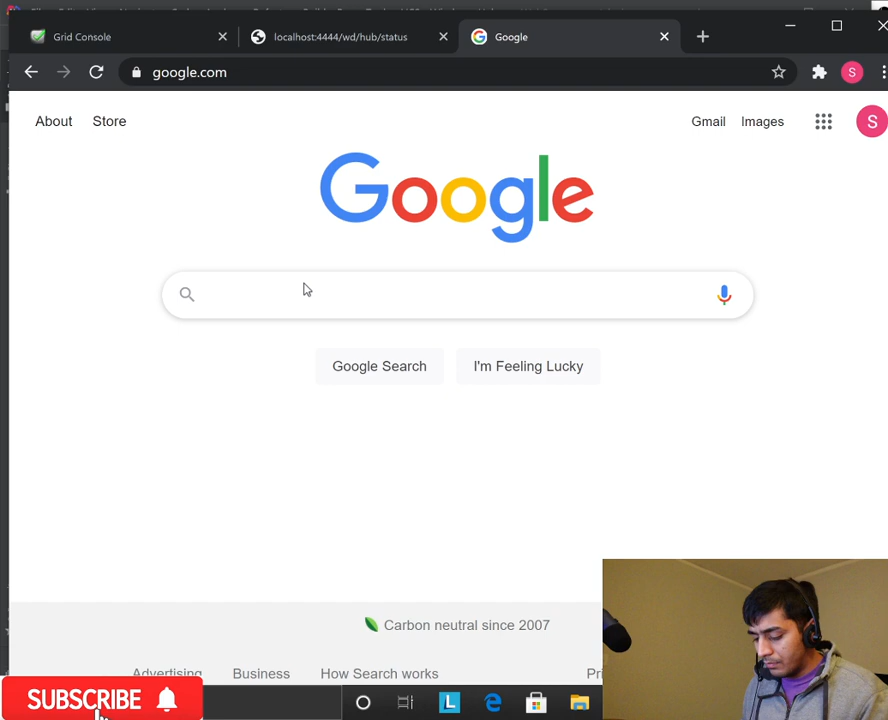 Grid Console
localhost:4444/wd/hub/status
Google
google.com
S
About
Store
Gmail
Images
S
Google
Google Search
I'm Feeling Lucky
Carbon neutral since 2007
Advertising
Business
How Search works
SUBSCRIBE
L